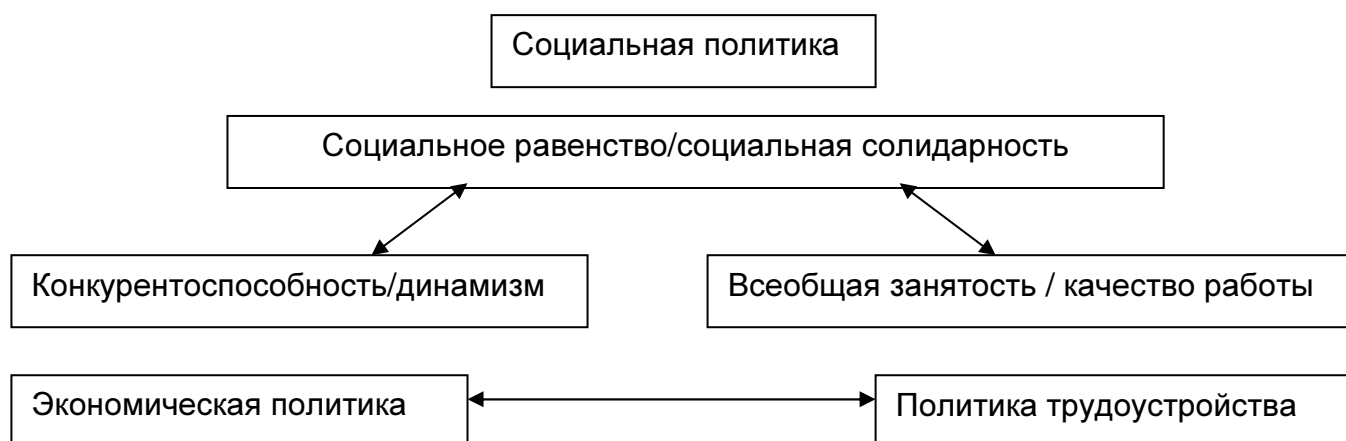 Социальная политика
Социальное равенство/социальная солидарность
Конкурентоспособность/динамизм
Всеобщая занятость / качество работы
Экономическая политика
Политика трудоустройства